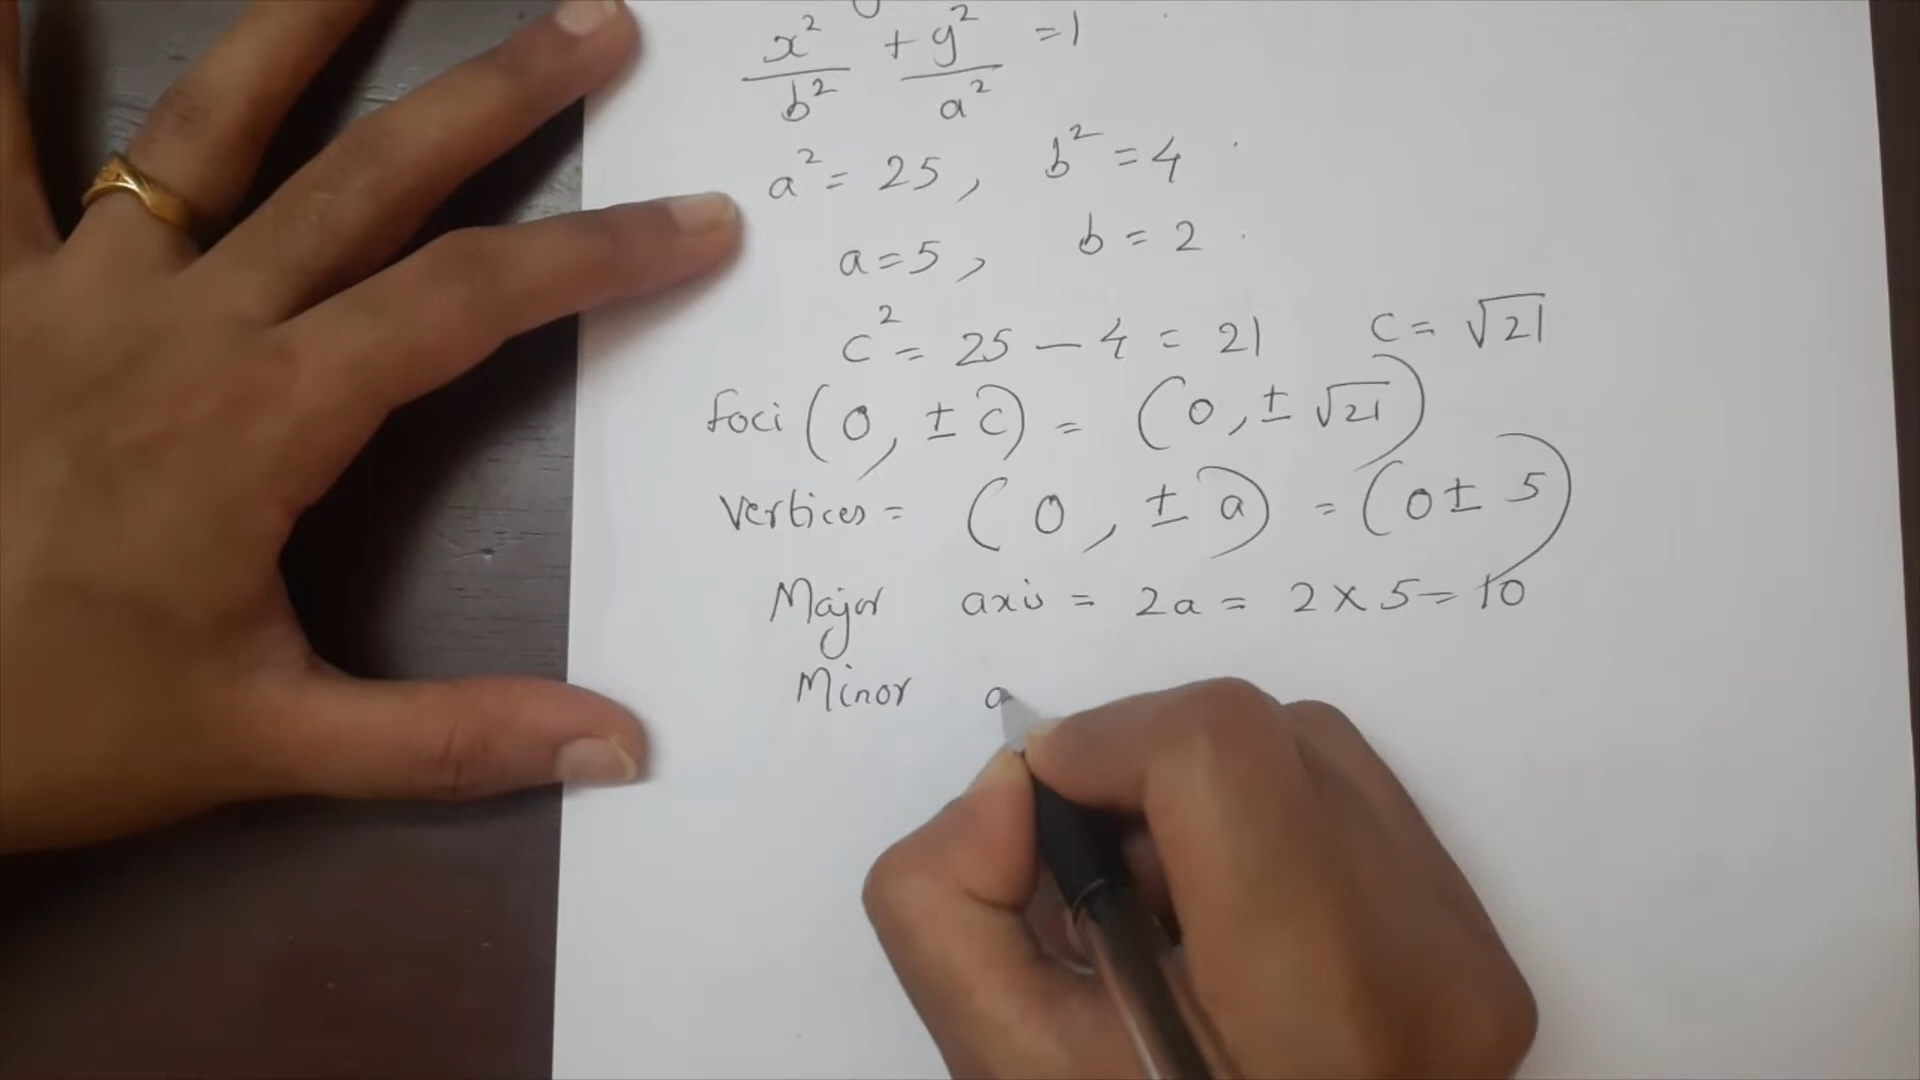 x²/b² + y²/a² = 1
a² = 25, b² = 4
a = 5, b = 2
c² = 25 - 4 = 21 c = √21
foci (0, ± c) = (0, ± √21)
vertices = (0, ± a) = (0 ± 5)
Major axis = 2a = 2 × 5 = 10
Minor a